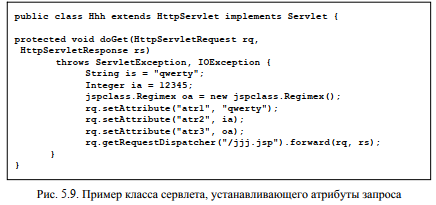 public class Hhh extends HttpServlet implements Servlet {
protected void doGet(HttpServletRequest rq,
HttpServletResponse rs)
throws ServletException, IOException {
String is = "qwerty";
Integer ia = 12345;
jspclass.Regimex oa = new jspclass.Regimex();
rq.setAttribute("atr1", "qwerty");
rq.setAttribute("atr2", ia);
rq.setAttribute("atr3", oa);
rq.getRequestDispatcher("/jjj.jsp").forward(rq, rs);
}
}
Рис. 5.9. Пример класса сервлета, устанавливающего атрибуты запроса